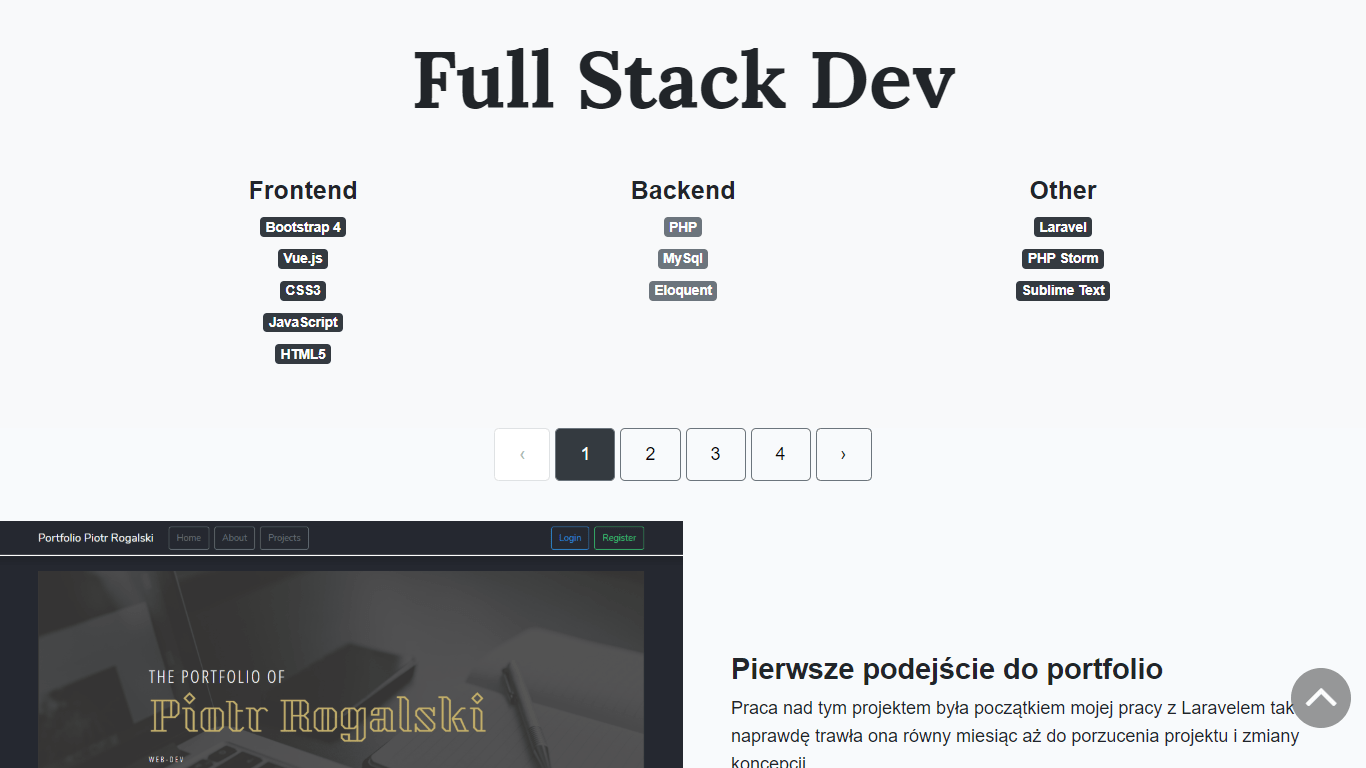 Full Stack Dev
Frontend
Bootstrap 4
Vue.js
CSS3
JavaScript
HTML5
Backend
PHP
MySql
Eloquent
Other
Laravel
PHP Storm
Sublime Text
‹ 1 2 3 4 ›
Portfolio Piotr Rogalski Home About Projects Login Register
THE PORTFOLIO OF
Piotr Rogalski
WEB-DEV
Pierwsze podejście do portfolio
Praca nad tym projektem była początkiem mojej pracy z Laravelem tak
naprawdę trawła ona równy miesiąc aż do porzucenia projektu i zmiany
koncepcji